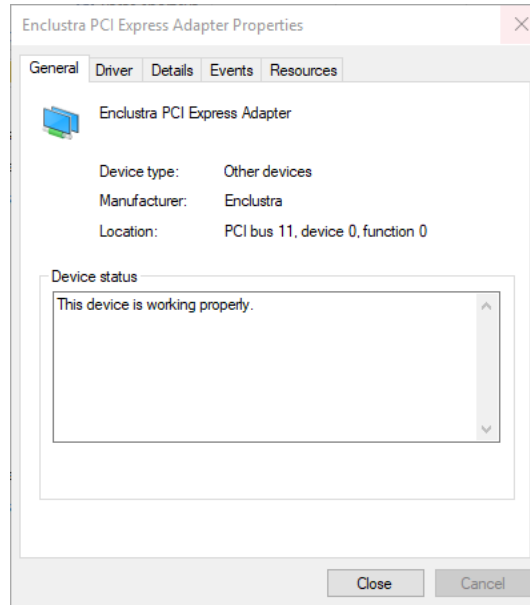 Enclustra PCI Express Adapter Properties
General Driver Details Events Resources
Enclustra PCI Express Adapter
Device type: Other devices
Manufacturer: Enclustra
Location: PCI bus 11, device 0, function 0
Device status
This device is working properly.
Close Cancel